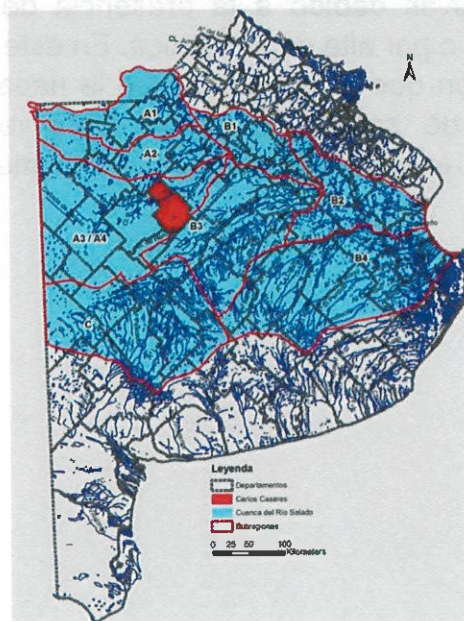 N
A1
B1
A2
B2
B3
A3 / A4
B4
C
Leyenda
Departamentos
Carlos Casares
Cuenca del Río Salado
Subregiones
0 25 50 100
Kilometers